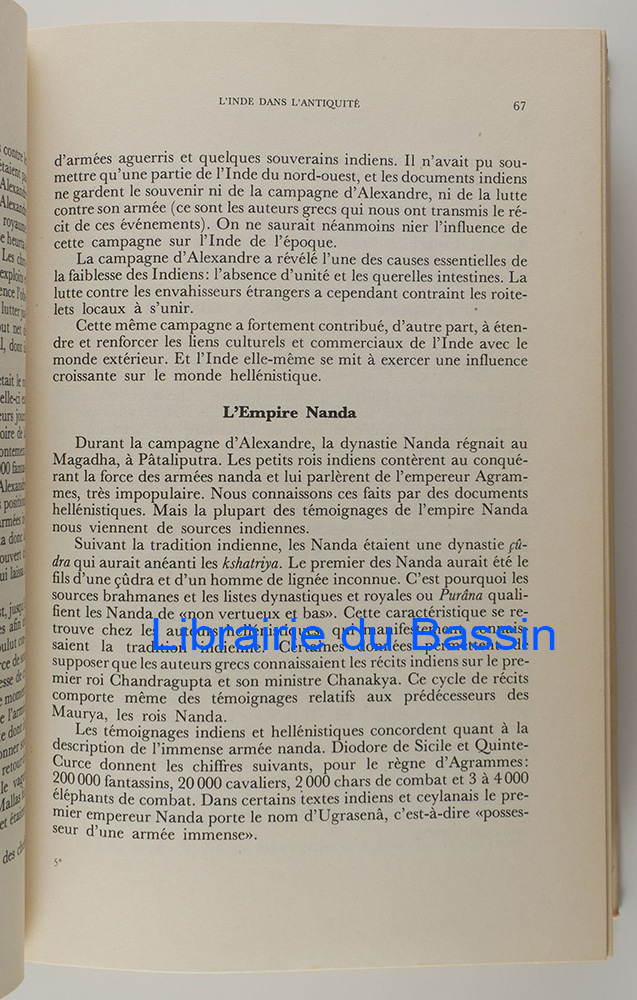 L'INDE DANS L'ANTIQUITÉ
67
d'armées aguerris et quelques souverains indiens. Il n'avait pu sou-
mettre qu'une partie de l'Inde du nord-ouest, et les documents indiens
ne gardent le souvenir ni de la campagne d'Alexandre, ni de la lutte
contre son armée (ce sont les auteurs grecs qui nous ont transmis le ré-
cit de ces événements). On ne saurait néanmoins nier l'influence de
cette campagne sur l'Inde de l'époque.
La campagne d'Alexandre a révélé l'une des causes essentielles de
la faiblesse des Indiens: l'absence d'unité et les querelles intestines. La
lutte contre les envahisseurs étrangers a cependant contraint les roite-
lets locaux à s'unir.
Cette même campagne a fortement contribué, d'autre part, à éten-
dre et renforcer les liens culturels et commerciaux de l'Inde avec le
monde extérieur. Et l'Inde elle-même se mit à exercer une influence
croissante sur le monde hellénistique.
L'Empire Nanda
Durant la campagne d'Alexandre, la dynastie Nanda régnait au
Magadha, à Pâtaliputra. Les petits rois indiens contèrent au conqué-
rant la force des armées nanda et lui parlèrent de l'empereur Agram-
mes, très impopulaire. Nous connaissons ces faits par des documents
hellénistiques. Mais la plupart des témoignages de l'empire Nanda
nous viennent de sources indiennes.
Suivant la tradition indienne, les Nanda étaient une dynastie çû-
dra qui aurait anéanti les kshatriya. Le premier des Nanda aurait été le
fils d'une çûdra et d'un homme de lignée inconnue. C'est pourquoi les
sources brahmanes et les listes dynastiques et royales ou Purâna quali-
fient les Nanda de «non vertueux et bas». Cette caractéristique se re-
trouve chez les auteurs hellénistiques qui manifestement connais-
saient la tradition indienne. Certaines données permettent de
supposer que les auteurs grecs connaissaient les récits indiens sur le pre-
mier roi Chandragupta et son ministre Chanakya. Ce cycle de récits
comporte même des témoignages relatifs aux prédécesseurs des
Maurya, les rois Nanda.
Les témoignages indiens et hellénistiques concordent quant à la
description de l'immense armée nanda. Diodore de Sicile et Quinte-
Curce donnent les chiffres suivants, pour le règne d'Agrammes:
200 000 fantassins, 20 000 cavaliers, 2 000 chars de combat et 3 à 4 000
éléphants de combat. Dans certains textes indiens et ceylanais le pre-
mier empereur Nanda porte le nom d'Ugrasenâ, c'est-à-dire «posses-
seur d'une armée immense».
5*
Librairie du Bassin